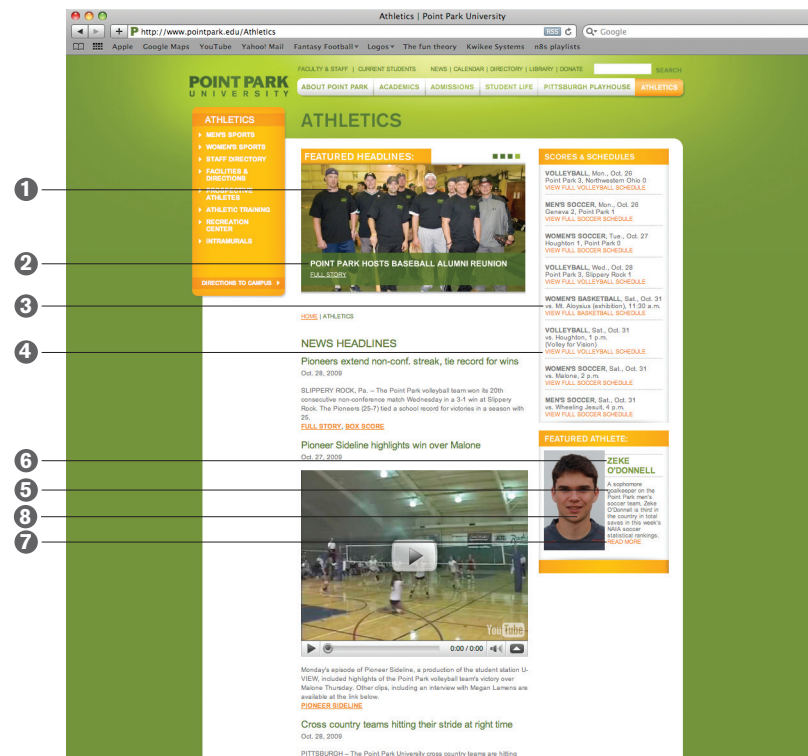 Athletics | Point Park University
http://www.pointpark.edu/Athletics
RSS
Google
Apple Google Maps YouTube Yahoo! Mail Fantasy Football Logos The fun theory Kwikee Systems n8s playlists
FACULTY & STAFF | CURRENT STUDENTS NEWS | CALENDAR | DIRECTORY | LIBRARY | DONATE SEARCH
POINT PARK
UNIVERSITY
ABOUT POINT PARK ACADEMICS ADMISSIONS STUDENT LIFE PITTSBURGH PLAYHOUSE ATHLETICS
ATHLETICS
MEN'S SPORTS
WOMEN'S SPORTS
STAFF DIRECTORY
FACILITIES &
DIRECTIONS
PROSPECTIVE
ATHLETES
ATHLETIC TRAINING
RECREATION
CENTER
INTRAMURALS
DIRECTIONS TO CAMPUS
ATHLETICS
FEATURED HEADLINES:
POINT PARK HOSTS BASEBALL ALUMNI REUNION
FULL STORY
HOME | ATHLETICS
NEWS HEADLINES
Pioneers extend non-conf. streak, tie record for wins
Oct. 28, 2009
SLIPPERY ROCK, Pa. – The Point Park volleyball team won its 20th
consecutive non-conference match Wednesday in a 3-1 win at Slippery
Rock. The Pioneers (25-7) tied a school record for victories in a season with
25.
FULL STORY, BOX SCORE
Pioneer Sideline highlights win over Malone
Oct. 27, 2009
YouTube
0:00 / 0:00
Monday's episode of Pioneer Sideline, a production of the student station U-
VIEW, included highlights of the Point Park volleyball team's victory over
Malone Thursday. Other clips, including an interview with Megan Lamens are
available at the link below.
PIONEER SIDELINE
Cross country teams hitting their stride at right time
Oct. 28, 2009
PITTSBURGH – The Point Park University cross country teams are hitting
SCORES & SCHEDULES
VOLLEYBALL, Mon., Oct. 26
Point Park 3, Northwestern Ohio 0
VIEW FULL VOLLEYBALL SCHEDULE
MEN'S SOCCER, Mon., Oct. 26
Geneva 2, Point Park 1
VIEW FULL SOCCER SCHEDULE
WOMEN'S SOCCER, Tue., Oct. 27
Houghton 1, Point Park 0
VIEW FULL SOCCER SCHEDULE
VOLLEYBALL, Wed., Oct. 28
Point Park 3, Slippery Rock 1
VIEW FULL VOLLEYBALL SCHEDULE
WOMEN'S BASKETBALL, Sat., Oct. 31
vs. Mt. Aloysius (exhibition), 11:30 a.m.
VIEW FULL BASKETBALL SCHEDULE
VOLLEYBALL, Sat., Oct. 31
vs. Houghton, 1 p.m.
(Volley for Vision)
VIEW FULL VOLLEYBALL SCHEDULE
WOMEN'S SOCCER, Sat., Oct. 31
vs. Malone, 2 p.m.
VIEW FULL SOCCER SCHEDULE
MEN'S SOCCER, Sat., Oct. 31
vs. Wheeling Jesuit, 4 p.m.
VIEW FULL SOCCER SCHEDULE
FEATURED ATHLETE:
ZEKE
O'DONNELL
A sophomore
goalkeeper on the
Point Park men's
soccer team, Zeke
O'Donnell is third in
the country in total
saves in this week's
NAIA soccer
statistical rankings.
READ MORE
1
2
3
4
6
5
8
7